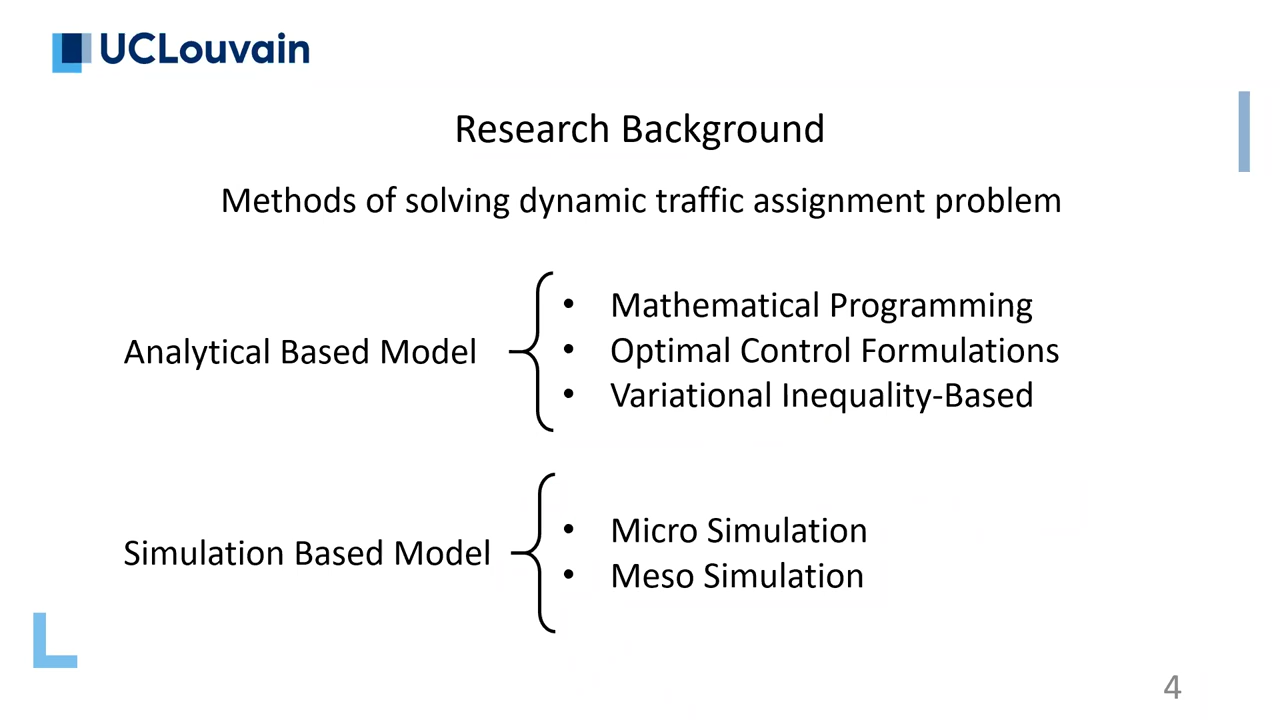 UCLouvain
Research Background
Methods of solving dynamic traffic assignment problem
Analytical Based Model
• Mathematical Programming
• Optimal Control Formulations
• Variational Inequality-Based
Simulation Based Model
• Micro Simulation
• Meso Simulation
4